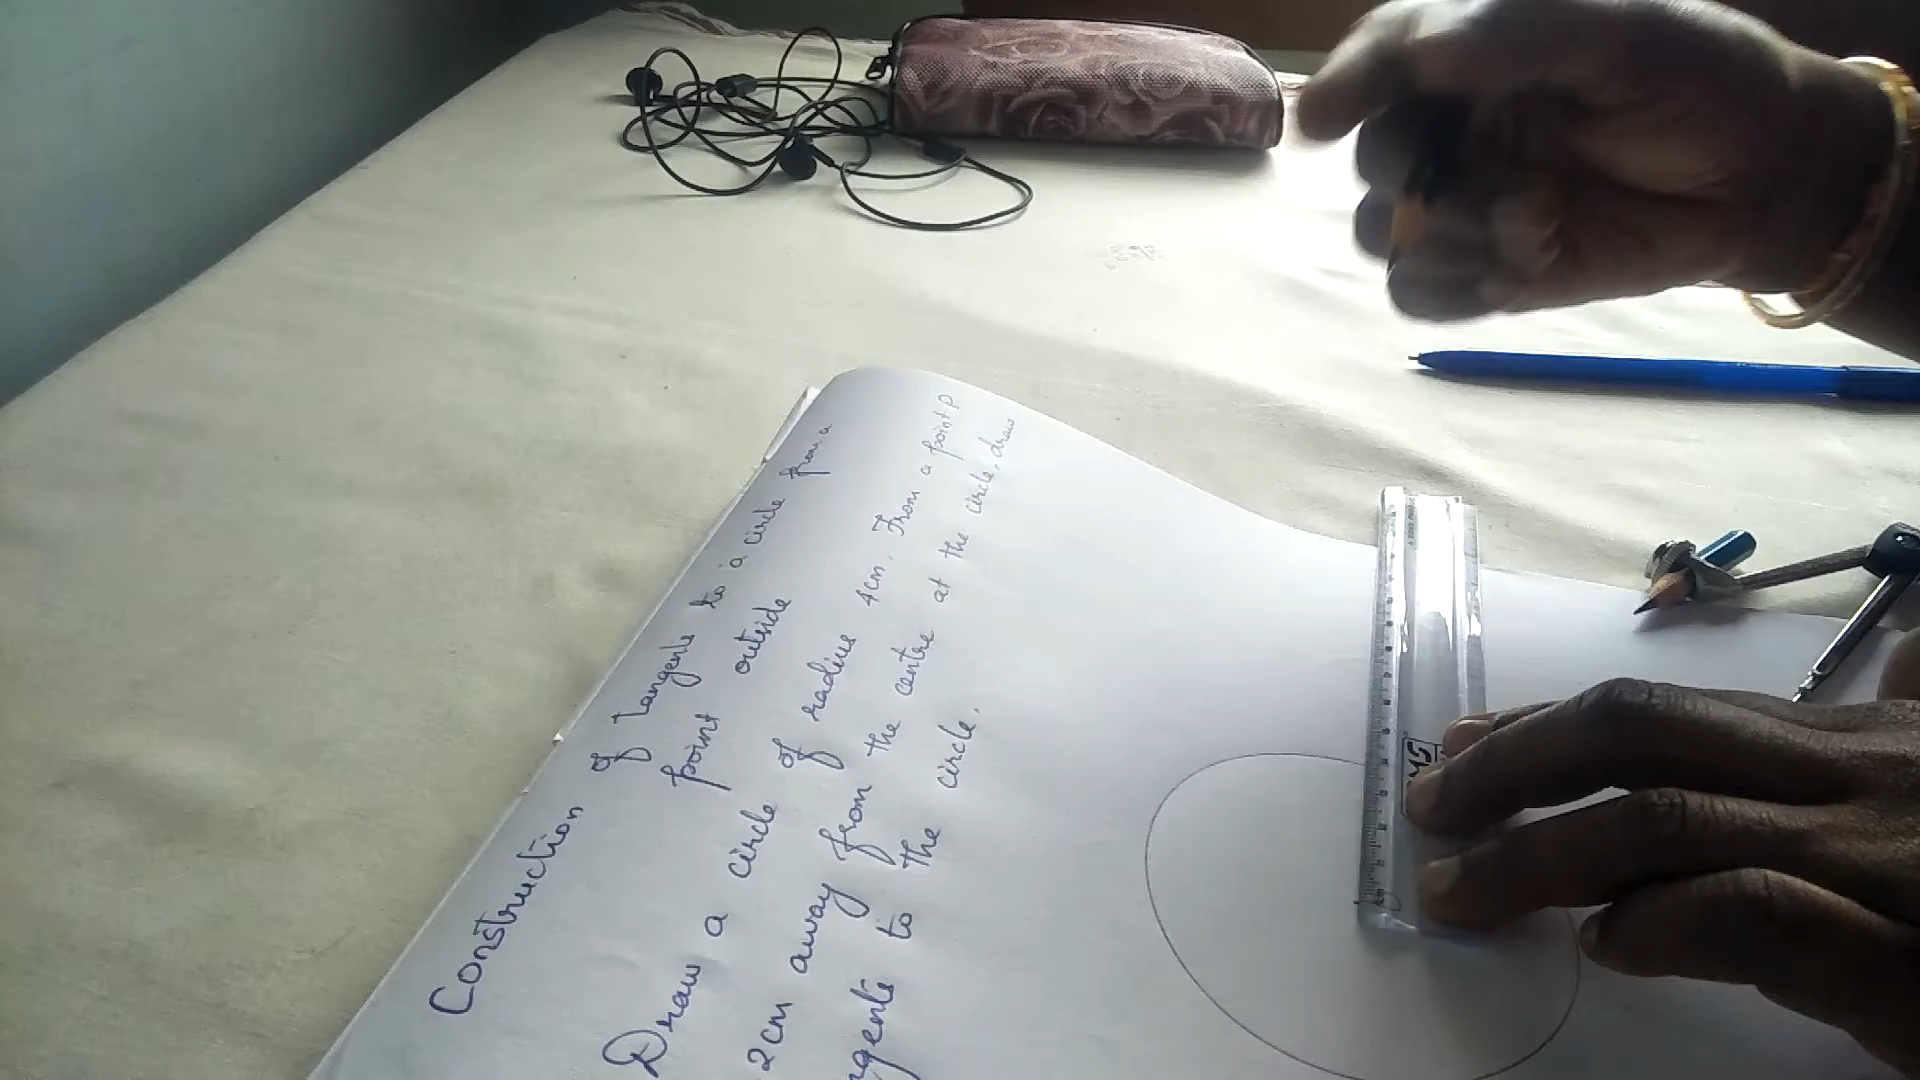 Construction of tangents to a circle from a
point outside
Draw a circle of radius 4cm. From a point P
2cm away from the centre at the circle, draw
ngents to the circle.